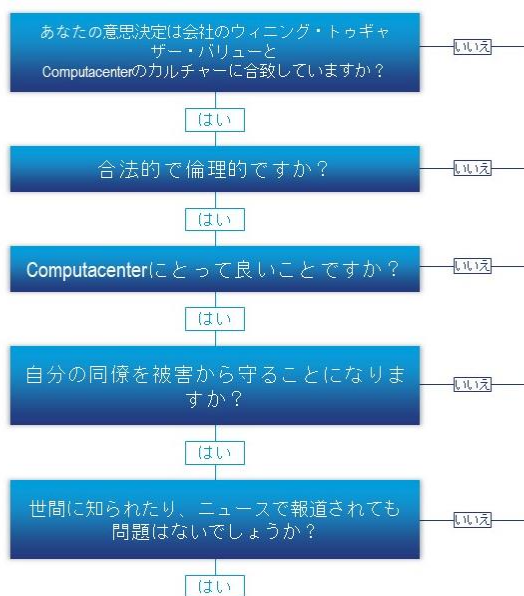 あなたの意思決定は会社のウィニング・トゥギャ
ザー・バリューと
Computacenterのカルチャーに合致していますか？
いいえ
はい
合法的で倫理的ですか？
いいえ
はい
Computacenterにとって良いことですか？
いいえ
はい
自分の同僚を被害から守ることになりま
すか？
いいえ
はい
世間に知られたり、ニュースで報道されても
問題はないでしょうか？
いいえ
はい